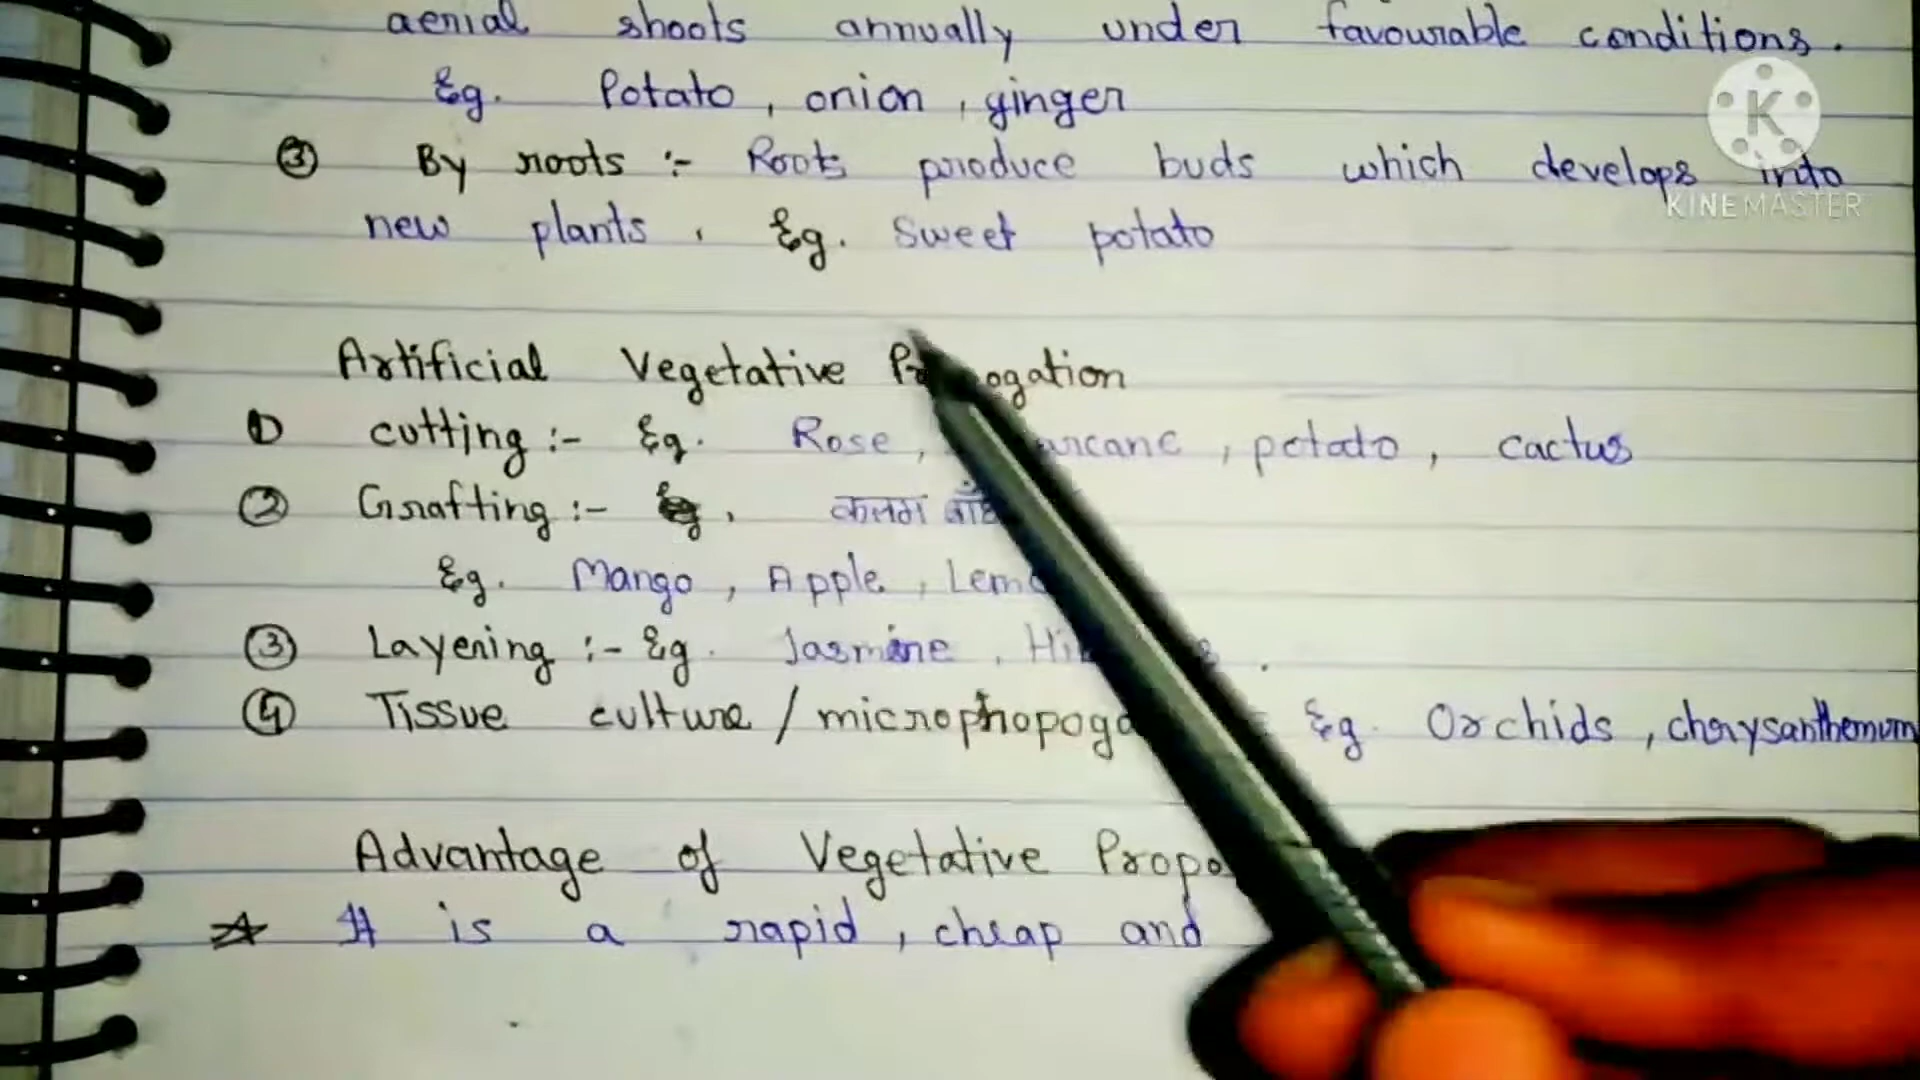 aerial shoots annually under favourable conditions.
Eg. Potato, onion, ginger
③ By roots :- Roots produce buds which develops into
new plants. Eg. Sweet potato
Artificial Vegetative
① cutting :- Eg. Rose, potato, cactus
② Grafting :- कलम
Eg. Mango, Apple,
③ Layering :- Eg. Jasmine,
④ Tissue culture / Eg. Orchids, chrysanthemum
Advantage of Vegetative
It is a rapid, cheap and
K
KINEMASTER